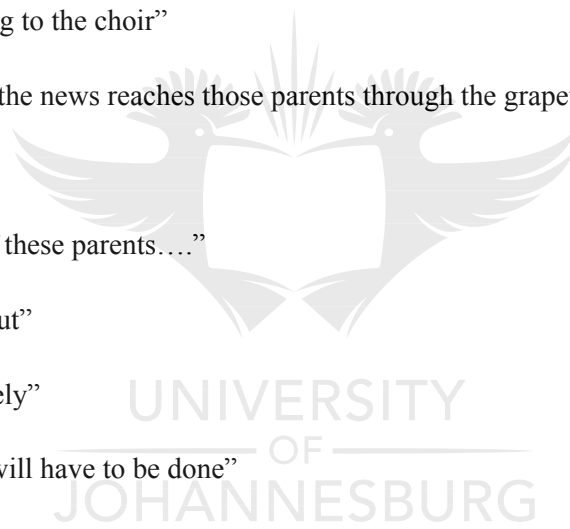 g to the choir”
the news reaches those parents through the grape
these parents….”
ut”
ely”
UNIVERSITY
will have to be done”
OF
JOHANNESBURG